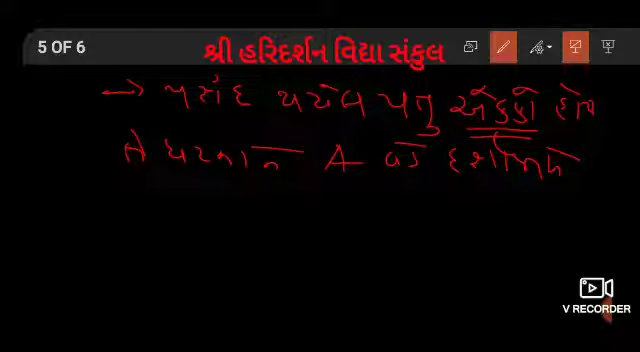 5 OF 6
શ્રી હરિદર્શન વિદ્યા સંકુલ
→ પસંદ થયેલ પત્તુ એક્કો હોય
તે ઘટનાને A વડે દર્શાવીએ
V RECORDER